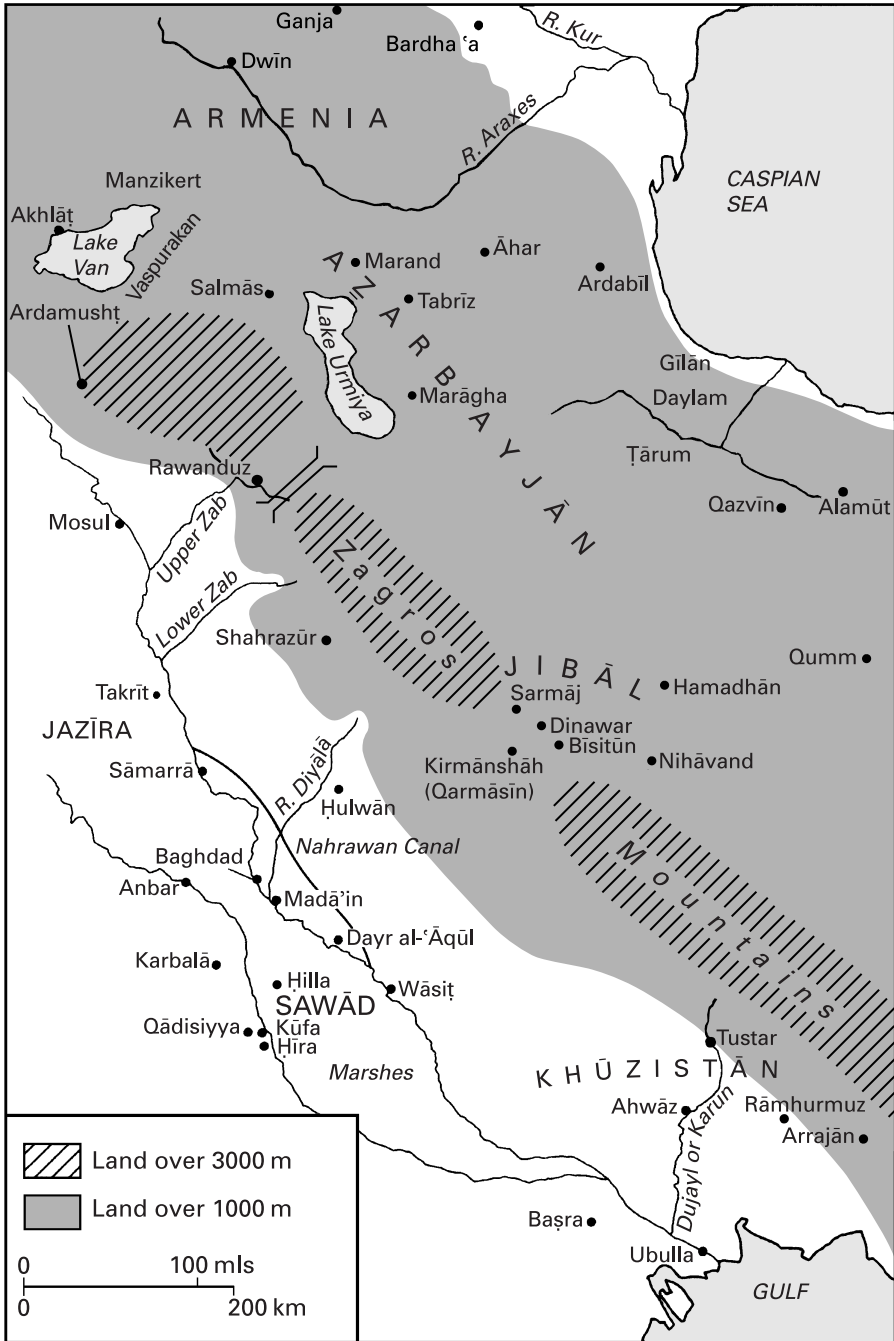 Ganja
Bardha ‘a
R. Kur
Dwīn
ARMENIA
R. Araxes
CASPIAN
SEA
Manzikert
Akhlāṭ
Lake
Van
Vaspurakan
Āhar
Marand
Ardabīl
Salmās
Tabrīz
Ardamusht
AZARBAYJĀN
Lake Urmiya
Gīlān
Daylam
Marāgha
Ṭārum
Rawanduz
Qazvīn
Alamūt
Mosul
Upper Zab
Lower Zab
Zagros
Shahrazūr
JIBĀL
Qumm
Takrīt
Sarmāj
Hamadhān
JAZĪRA
Dinawar
Bīsitūn
Sāmarrā
R. Diyālā
Kirmānshāh
(Qarmāsīn)
Nihāvand
Ḥulwān
Nahrawan Canal
Baghdad
Anbar
Madā’in
Mountains
Dayr al-‘Āqūl
Karbalā
Ḥilla
SAWĀD
Wāsiṭ
Qādisiyya
Kūfa
Ḥīra
Marshes
Tustar
KHŪZISTĀN
Ahwāz
Rāmhurmuz
Arrajān
Dujayl or Karun
Baṣra
Ubulla
GULF
Land over 3000 m
Land over 1000 m
0 100 mls
0 200 km